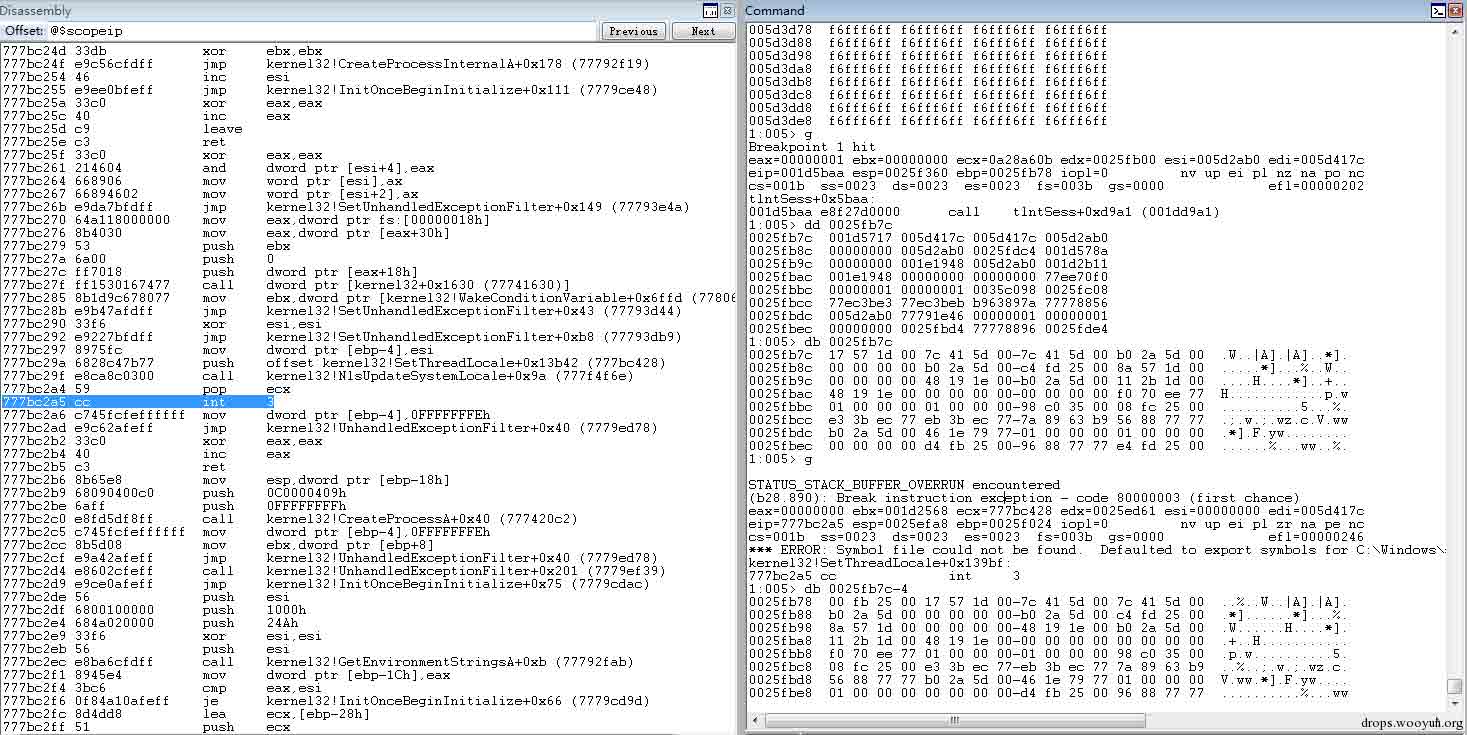 Disassembly
Offset: @$scopeip
Previous
Next
777bc24d 33db xor ebx,ebx
777bc24f e9c56cfdff jmp kernel32!CreateProcessInternalA+0x178 (77792f19)
777bc254 46 inc esi
777bc255 e9ee0bfeff jmp kernel32!InitOnceBeginInitialize+0x111 (7779ce48)
777bc25a 33c0 xor eax,eax
777bc25c 40 inc eax
777bc25d c9 leave
777bc25e c3 ret
777bc25f 33c0 xor eax,eax
777bc261 214604 and dword ptr [esi+4],eax
777bc264 668906 mov word ptr [esi],ax
777bc267 66894602 mov word ptr [esi+2],ax
777bc26b e9da7bfdff jmp kernel32!SetUnhandledExceptionFilter+0x149 (77793e4a)
777bc270 64a118000000 mov eax,dword ptr fs:[00000018h]
777bc276 8b4030 mov eax,dword ptr [eax+30h]
777bc279 53 push ebx
777bc27a 6a00 push 0
777bc27c ff7018 push dword ptr [eax+18h]
777bc27f ff1530167477 call dword ptr [kernel32+0x1630 (77741630)]
777bc285 8b1d9c678077 mov ebx,dword ptr [kernel32!WakeConditionVariable+0x6ffd (77806
777bc28b e9b47afdff jmp kernel32!SetUnhandledExceptionFilter+0x43 (77793d44)
777bc290 33f6 xor esi,esi
777bc292 e9227bfdff jmp kernel32!SetUnhandledExceptionFilter+0xb8 (77793db9)
777bc297 8975fc mov dword ptr [ebp-4],esi
777bc29a 6828c47b77 push offset kernel32!SetThreadLocale+0x13b42 (777bc428)
777bc29f e8ca8c0300 call kernel32!NlsUpdateSystemLocale+0x9a (777f4f6e)
777bc2a4 59 pop ecx
777bc2a5 cc int 3
777bc2a6 c745fcfeffffff mov dword ptr [ebp-4],0FFFFFFFEh
777bc2ad e9c62afeff jmp kernel32!UnhandledExceptionFilter+0x40 (7779ed78)
777bc2b2 33c0 xor eax,eax
777bc2b4 40 inc eax
777bc2b5 c3 ret
777bc2b6 8b65e8 mov esp,dword ptr [ebp-18h]
777bc2b9 68090400c0 push 0C0000409h
777bc2be 6aff push 0FFFFFFFFh
777bc2c0 e8fd5df8ff call kernel32!CreateProcessA+0x40 (777420c2)
777bc2c5 c745fcfeffffff mov dword ptr [ebp-4],0FFFFFFFEh
777bc2cc 8b5d08 mov ebx,dword ptr [ebp+8]
777bc2cf e9a42afeff jmp kernel32!UnhandledExceptionFilter+0x40 (7779ed78)
777bc2d4 e8602cfeff call kernel32!UnhandledExceptionFilter+0x201 (7779ef39)
777bc2d9 e9ce0afeff jmp kernel32!InitOnceBeginInitialize+0x75 (7779cdac)
777bc2de 56 push esi
777bc2df 6800100000 push 1000h
777bc2e4 684a020000 push 24Ah
777bc2e9 33f6 xor esi,esi
777bc2eb 56 push esi
777bc2ec e8ba6cfdff call kernel32!GetEnvironmentStringsA+0xb (77792fab)
777bc2f1 8945e4 mov dword ptr [ebp-1Ch],eax
777bc2f4 3bc6 cmp eax,esi
777bc2f6 0f84a10afeff je kernel32!InitOnceBeginInitialize+0x66 (7779cd9d)
777bc2fc 8d4dd8 lea ecx,[ebp-28h]
777bc2ff 51 push ecx
Command
005d3d78 f6fff6ff f6fff6ff f6fff6ff f6fff6ff
005d3d88 f6fff6ff f6fff6ff f6fff6ff f6fff6ff
005d3d98 f6fff6ff f6fff6ff f6fff6ff f6fff6ff
005d3da8 f6fff6ff f6fff6ff f6fff6ff f6fff6ff
005d3db8 f6fff6ff f6fff6ff f6fff6ff f6fff6ff
005d3dc8 f6fff6ff f6fff6ff f6fff6ff f6fff6ff
005d3dd8 f6fff6ff f6fff6ff f6fff6ff f6fff6ff
005d3de8 f6fff6ff f6fff6ff f6fff6ff f6fff6ff
1:005> g
Breakpoint 1 hit
eax=00000001 ebx=00000000 ecx=0a28a60b edx=0025fb00 esi=005d2ab0 edi=005d417c
eip=001d5baa esp=0025f360 ebp=0025fb78 iopl=0 nv up ei pl nz na po nc
cs=001b ss=0023 ds=0023 es=0023 fs=003b gs=0000 efl=00000202
tlntSess+0x5baa:
001d5baa e8f27d0000 call tlntSess+0xd9a1 (001dd9a1)
1:005> dd 0025fb7c
0025fb7c 001d5717 005d417c 005d417c 005d2ab0
0025fb8c 00000000 005d2ab0 0025fdc4 001d578a
0025fb9c 00000000 001e1948 005d2ab0 001d2b11
0025fbac 001e1948 00000000 00000000 77ee70f0
0025fbbc 00000001 00000001 0035c098 0025fc08
0025fbcc 77ec3be3 77ec3beb b963897a 77778856
0025fbdc 005d2ab0 77791e46 00000001 00000001
0025fbec 00000000 0025fbd4 77778896 0025fde4
1:005> db 0025fb7c
0025fb7c 17 57 1d 00 7c 41 5d 00-7c 41 5d 00 b0 2a 5d 00 .W..|A].|A]..*].
0025fb8c 00 00 00 00 b0 2a 5d 00-c4 fd 25 00 8a 57 1d 00 .....*]...%..W..
0025fb9c 00 00 00 00 48 19 1e 00-b0 2a 5d 00 11 2b 1d 00 ....H....*]..+..
0025fbac 48 19 1e 00 00 00 00 00-00 00 00 00 f0 70 ee 77 H............p.w
0025fbbc 01 00 00 00 01 00 00 00-98 c0 35 00 08 fc 25 00 ..........5...%.
0025fbcc e3 3b ec 77 eb 3b ec 77-7a 89 63 b9 56 88 77 77 .;.w.;.wz.c.V.ww
0025fbdc b0 2a 5d 00 46 1e 79 77-01 00 00 00 01 00 00 00 .*].F.yw........
0025fbec 00 00 00 00 d4 fb 25 00-96 88 77 77 e4 fd 25 00 ......%...ww..%.
1:005> g
STATUS_STACK_BUFFER_OVERRUN encountered
(b28.890): Break instruction exception - code 80000003 (first chance)
eax=00000000 ebx=001d2568 ecx=777bc428 edx=0025ed61 esi=00000000 edi=005d417c
eip=777bc2a5 esp=0025efa8 ebp=0025f024 iopl=0 nv up ei pl zr na pe nc
cs=001b ss=0023 ds=0023 es=0023 fs=003b gs=0000 efl=00000246
*** ERROR: Symbol file could not be found. Defaulted to export symbols for C:\Windows\
kernel32!SetThreadLocale+0x139bf:
777bc2a5 cc int 3
1:005> db 0025fb7c-4
0025fb78 00 fb 25 00 17 57 1d 00-7c 41 5d 00 7c 41 5d 00 ..%..W..|A].|A].
0025fb88 b0 2a 5d 00 00 00 00 00-b0 2a 5d 00 c4 fd 25 00 .*]......*]...%.
0025fb98 8a 57 1d 00 00 00 00 00-48 19 1e 00 b0 2a 5d 00 .W......H....*].
0025fba8 11 2b 1d 00 48 19 1e 00-00 00 00 00 00 00 00 00 .+..H...........
0025fbb8 f0 70 ee 77 01 00 00 00-01 00 00 00 98 c0 35 00 .p.w..........5.
0025fbc8 08 fc 25 00 e3 3b ec 77-eb 3b ec 77 7a 89 63 b9 ..%..;.w.;.wz.c.
0025fbd8 56 88 77 77 b0 2a 5d 00-46 1e 79 77 01 00 00 00 V.ww.*].F.yw....
0025fbe8 01 00 00 00 00 00 00 00-d4 fb 25 00 96 88 77 77 ..........%...ww
drops.wooyun.org